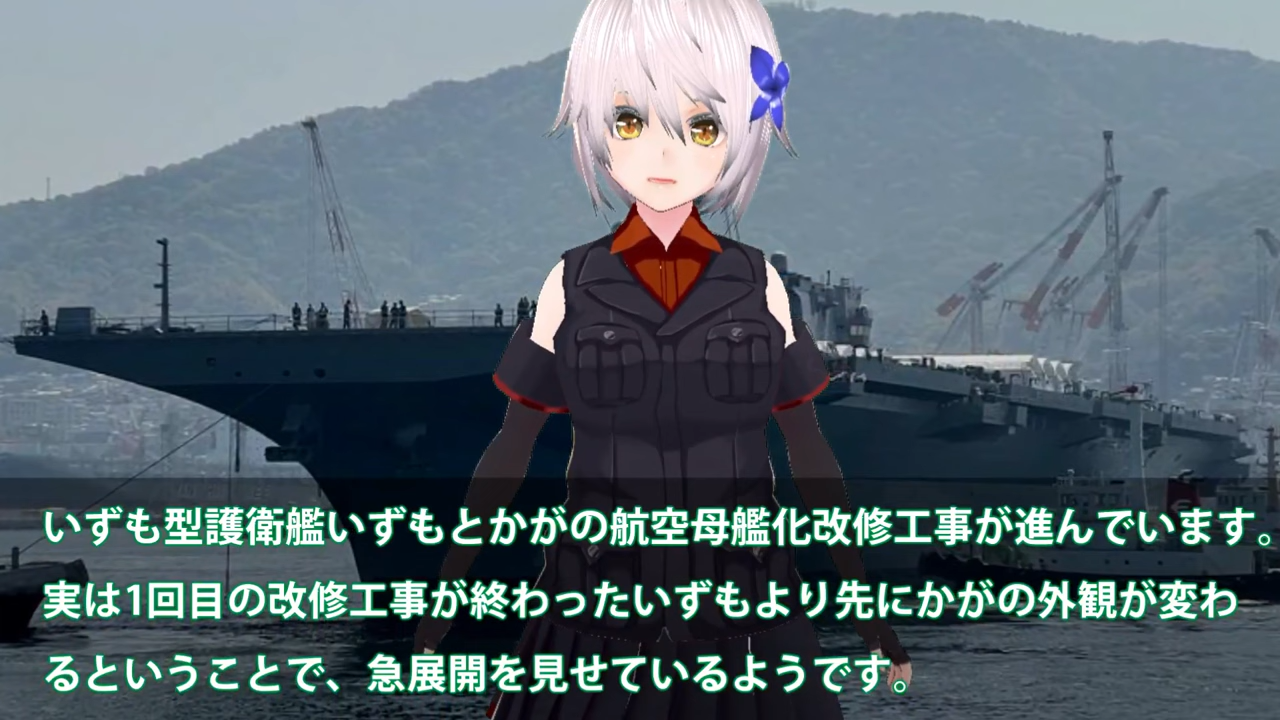 いずも型護衛艦いずもとかがの航空母艦化改修工事が進んでいます。
実は1回目の改修工事が終わったいずもより先にかがの外観が変わ
るということで、急展開を見せているようです。